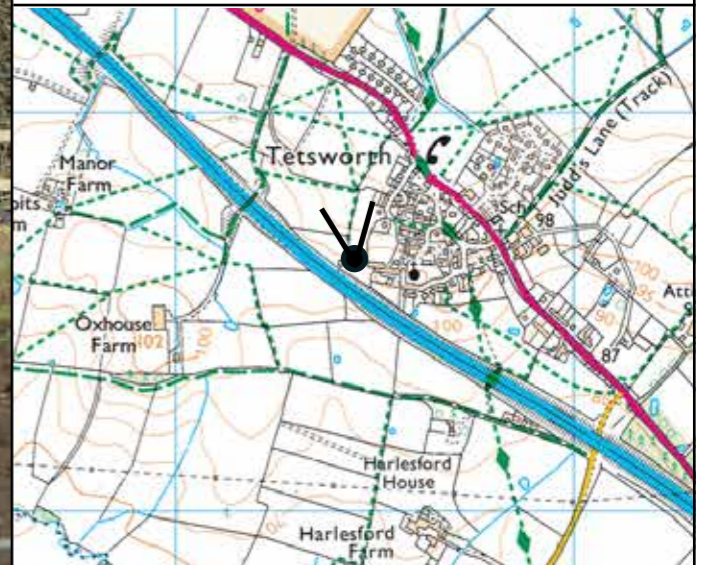 Tetsworth
Judd's Lane (Track)
Manor
Farm
Sch
98
100
95
90
Oxhouse
Farm
102
100
100
87
Harlesford
House
70
Harlesford
Farm